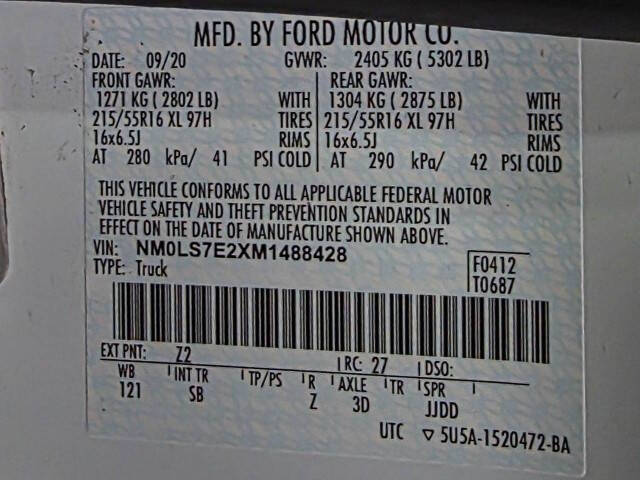 MFD. BY FORD MOTOR CO.
DATE: 09/20 GVWR: 2405 KG ( 5302 LB)
FRONT GAWR: REAR GAWR:
1271 KG ( 2802 LB) WITH 1304 KG ( 2875 LB) WITH
215/55R16 XL 97H TIRES 215/55R16 XL 97H TIRES
16x6.5J RIMS 16x6.5J RIMS
AT 280 kPa/ 41 PSI COLD AT 290 kPa/ 42 PSI COLD
THIS VEHICLE CONFORMS TO ALL APPLICABLE FEDERAL MOTOR
VEHICLE SAFETY AND THEFT PREVENTION STANDARDS IN
EFFECT ON THE DATE OF MANUFACTURE SHOWN ABOVE.
VIN: NM0LS7E2XM1488428 F0412
TYPE: Truck T0687
EXT PNT: Z2 RC: 27 DSO:
WB INT TR TP/PS R AXLE TR SPR
121 SB Z 3D JJDD
UTC ▽ 5U5A-1520472-BA